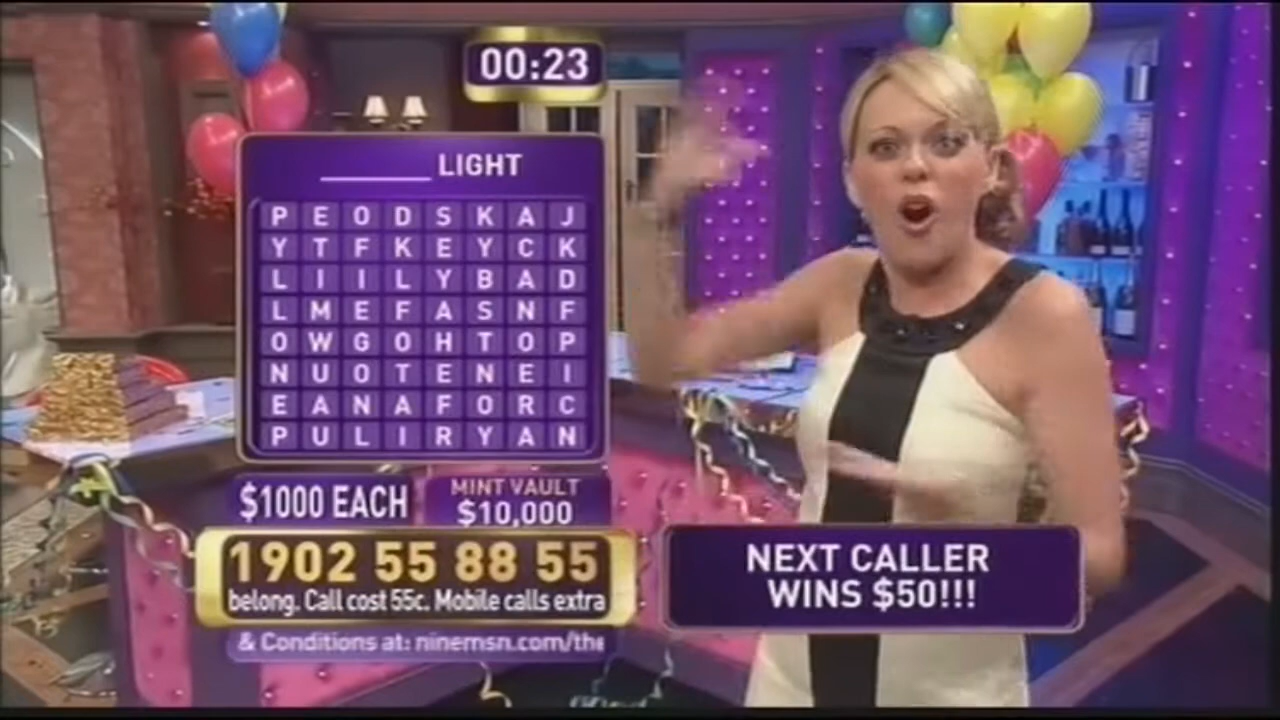 00:23
______ LIGHT
P E O D S K A J
Y T F K E Y C K
L I I L Y B A D
L M E F A S N F
O W G O H T O P
N U O T E N E I
E A N A F O R C
P U L I R Y A N
$1000 EACH
MINT VAULT
$10,000
1902 55 88 55
belong. Call cost 55c. Mobile calls extra
& Conditions at: ninemsn.com/the
NEXT CALLER
WINS $50!!!